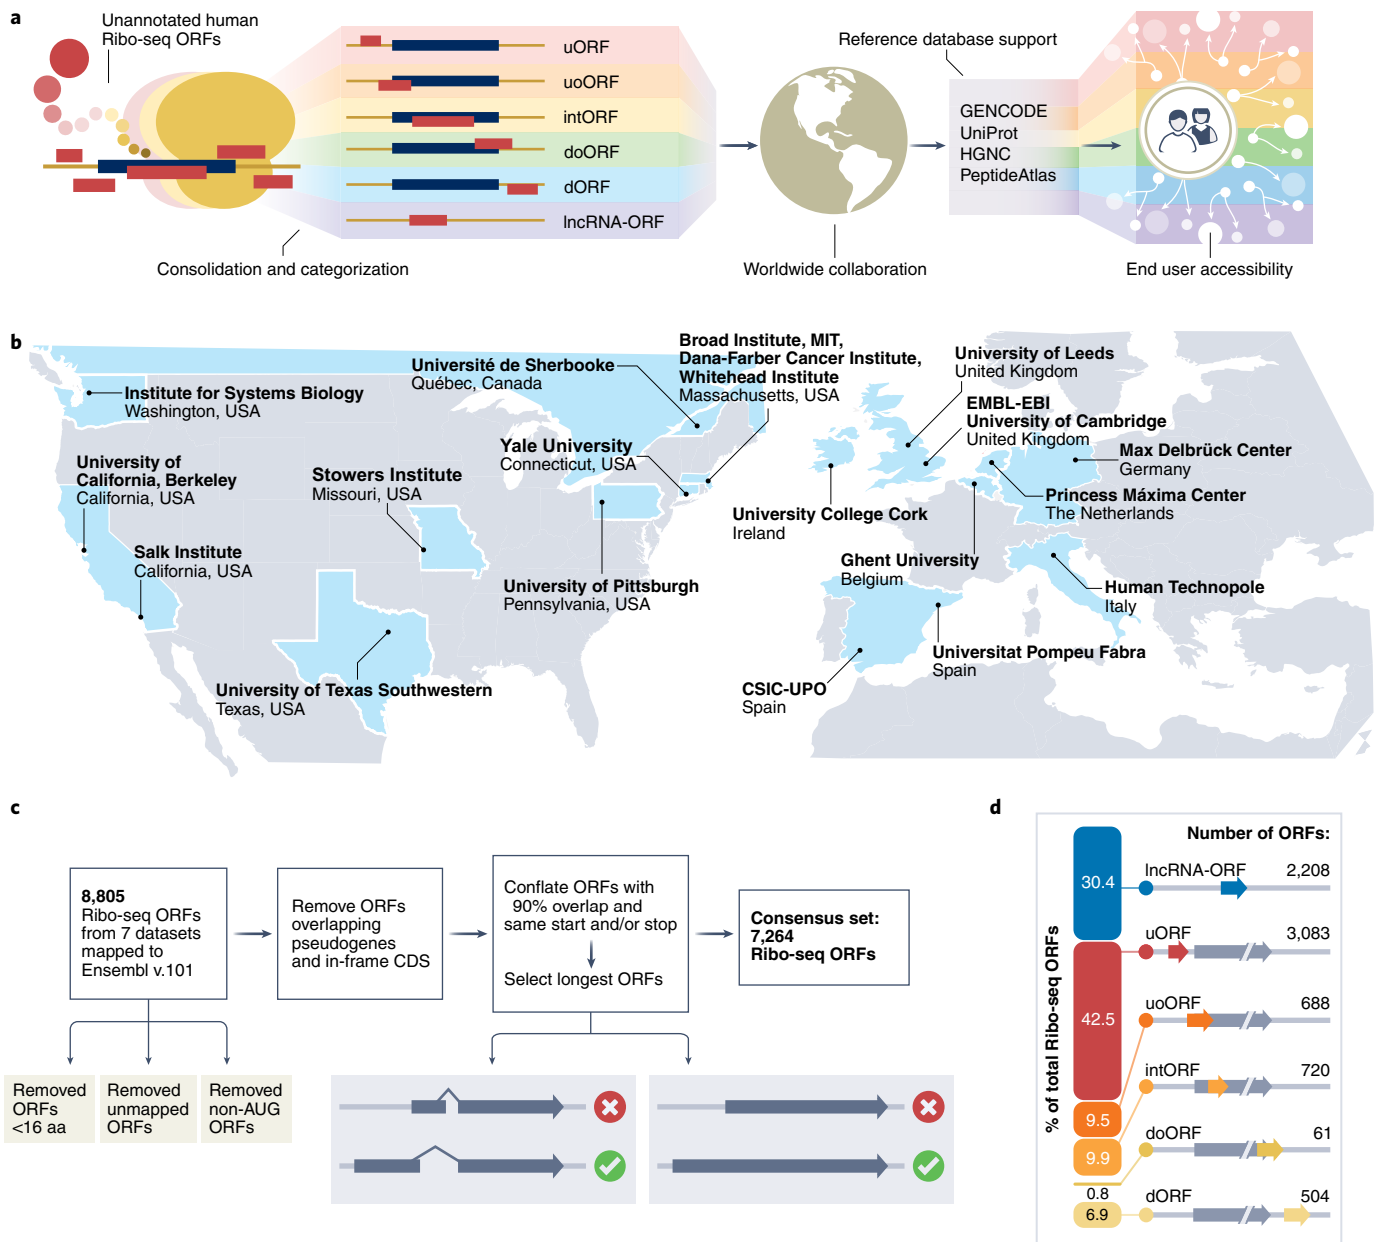 a
Unannotated human
Ribo-seq ORFs
uORF
uoORF
intORF
doORF
dORF
lncRNA-ORF
Consolidation and categorization
Worldwide collaboration
Reference database support
GENCODE
UniProt
HGNC
PeptideAtlas
End user accessibility
b
Institute for Systems Biology
Washington, USA
University of
California, Berkeley
California, USA
Salk Institute
California, USA
Stowers Institute
Missouri, USA
University of Texas Southwestern
Texas, USA
Université de Sherbooke
Québec, Canada
Yale University
Connecticut, USA
University of Pittsburgh
Pennsylvania, USA
Broad Institute, MIT,
Dana-Farber Cancer Institute,
Whitehead Institute
Massachusetts, USA
University of Leeds
United Kingdom
EMBL-EBI
University of Cambridge
United Kingdom
Max Delbrück Center
Germany
Princess Máxima Center
The Netherlands
University College Cork
Ireland
Ghent University
Belgium
Human Technopole
Italy
Universitat Pompeu Fabra
Spain
CSIC-UPO
Spain
c
8,805
Ribo-seq ORFs
from 7 datasets
mapped to
Ensembl v.101
Remove ORFs
overlapping
pseudogenes
and in-frame CDS
Conflate ORFs with
90% overlap and
same start and/or stop
Select longest ORFs
Consensus set:
7,264
Ribo-seq ORFs
Removed
ORFs
<16 aa
Removed
unmapped
ORFs
Removed
non-AUG
ORFs
d
Number of ORFs:
% of total Ribo-seq ORFs
30.4
lncRNA-ORF
2,208
42.5
uORF
3,083
9.5
uoORF
688
9.9
intORF
720
0.8
doORF
61
6.9
dORF
504